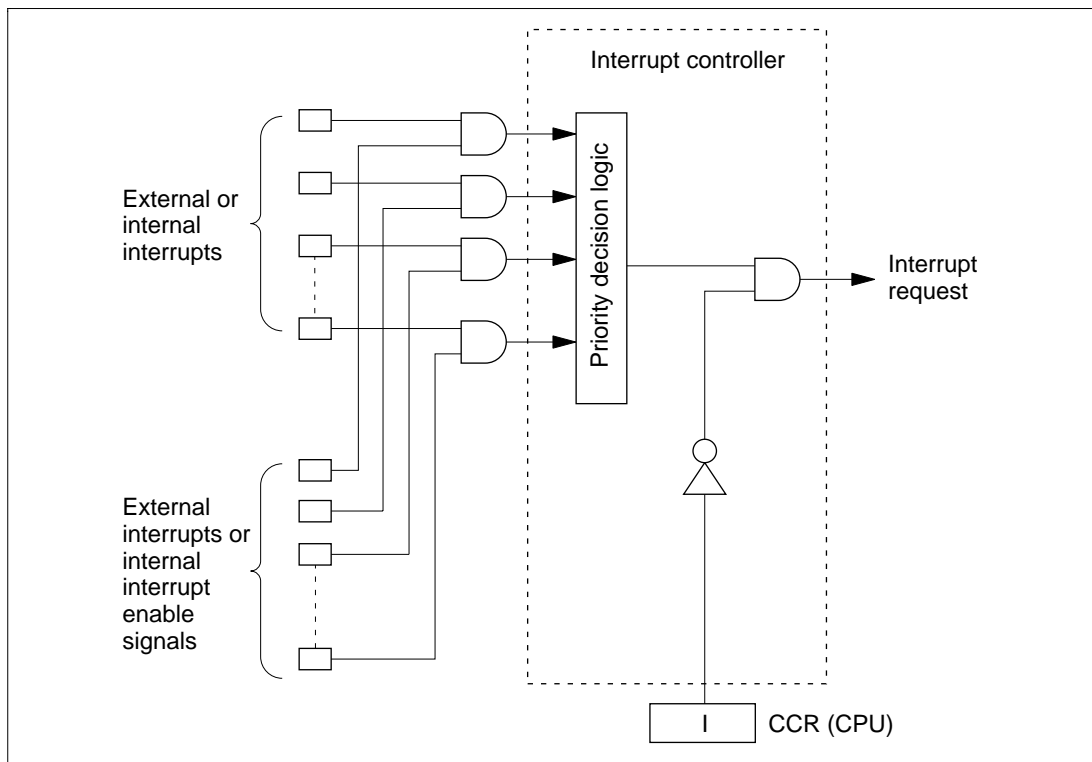 Interrupt controller
External or
internal
interrupts
Priority decision logic
Interrupt
request
External
interrupts or
internal
interrupt
enable
signals
I
CCR (CPU)